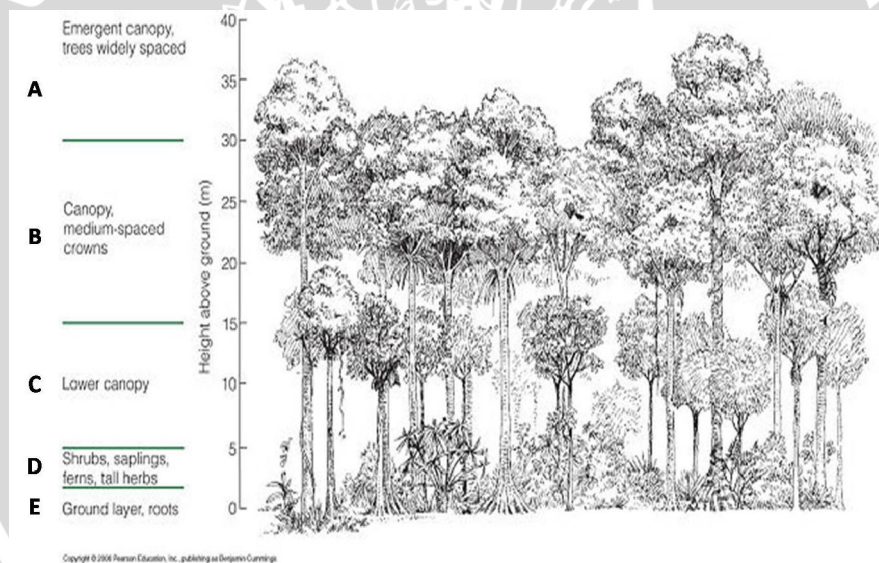 Emergent canopy,
trees widely spaced
A
Canopy,
medium-spaced
crowns
B
Lower canopy
C
Shrubs, saplings,
ferns, tall herbs
D
Ground layer, roots
E
Height above ground (m)
40
35
30
25
20
15
10
5
0
Copyright © 2006 Pearson Education, Inc., publishing as Benjamin Cummings